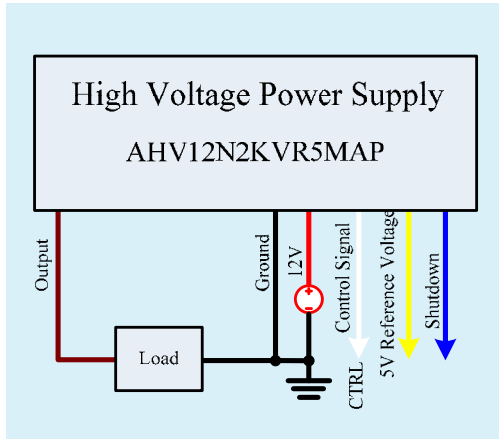 High Voltage Power Supply
AHV12N2KVR5MAP
Output
Ground
12V
Control Signal
5V Reference Voltage
Shutdown
+
-
Load
CTRL